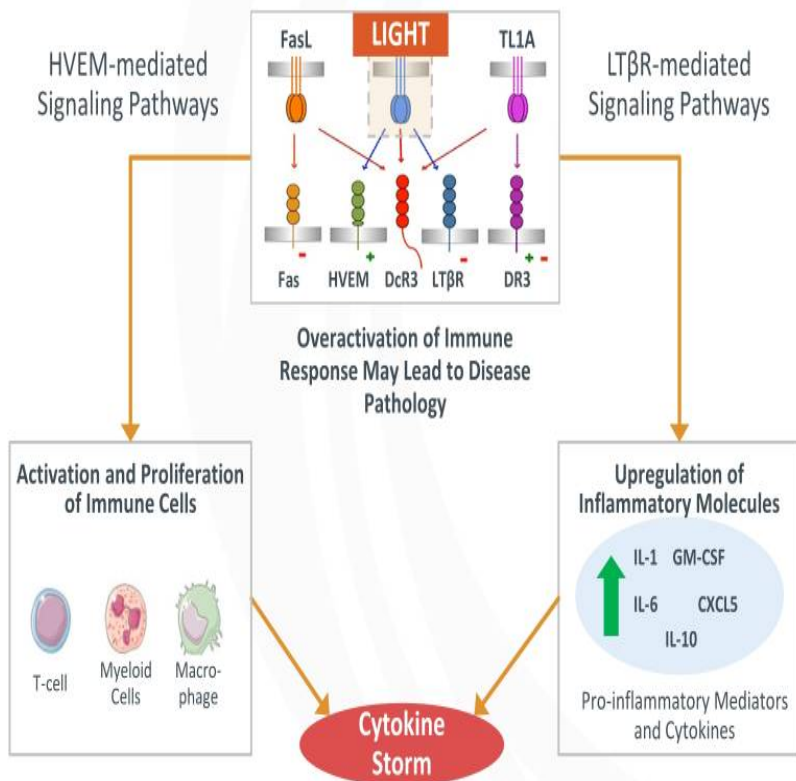 HVEM-mediated
Signaling Pathways
FasL
LIGHT
TL1A
LTβR-mediated
Signaling Pathways
-
+
-
+ -
Fas
HVEM
DcR3
LTβR
DR3
Overactivation of Immune
Response May Lead to Disease
Pathology
Activation and Proliferation
of Immune Cells
T-cell
Myeloid
Cells
Macro-
phage
Upregulation of
Inflammatory Molecules
IL-1 GM-CSF
IL-6 CXCL5
IL-10
Pro-inflammatory Mediators
and Cytokines
Cytokine
Storm